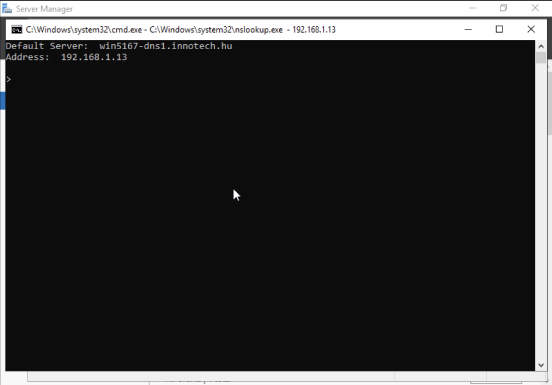 Server Manager
C:\Windows\system32\cmd.exe - C:\Windows\system32\nslookup.exe - 192.168.1.13
Default Server:  win5167-dns1.innotech.hu
Address:  192.168.1.13
>